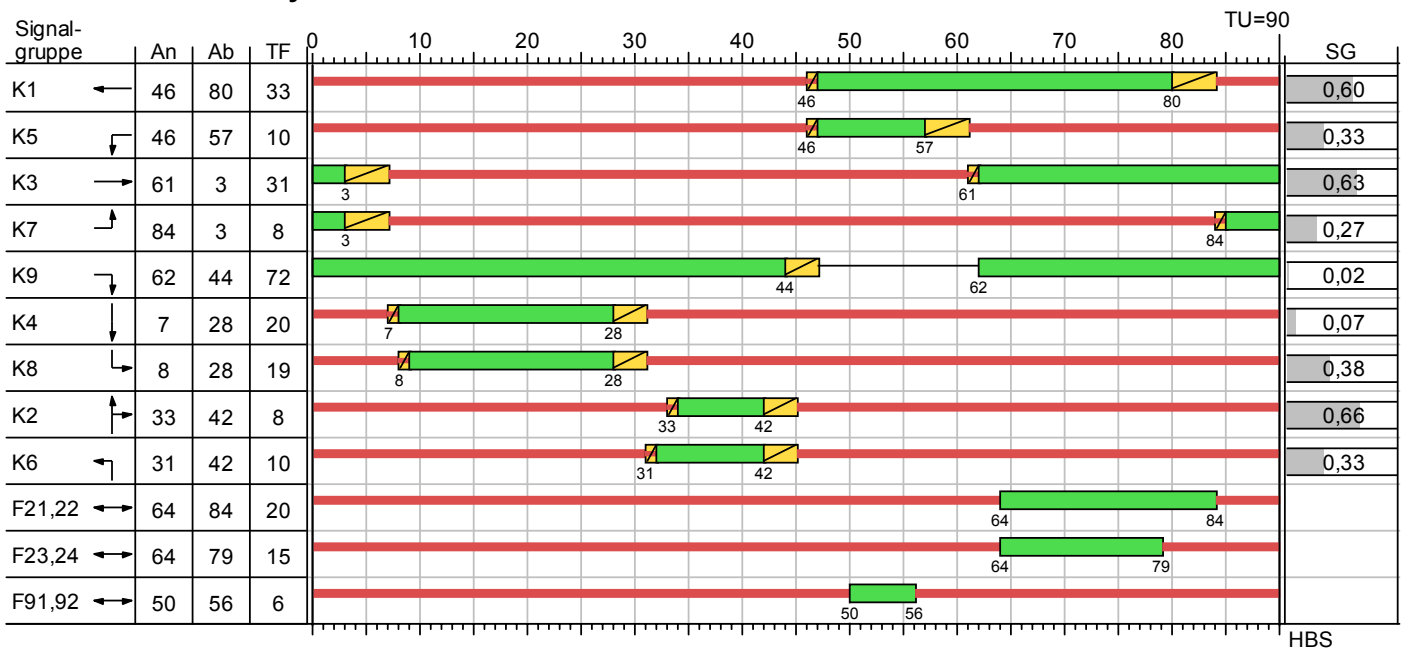 TU=90
Signal-
gruppe An Ab TF 0 10 20 30 40 50 60 70 80 SG
K1 46 80 33 46 80 0,60
K5 46 57 10 46 57 0,33
K3 61 3 31 3 61 0,63
K7 84 3 8 3 84 0,27
K9 62 44 72 44 62 0,02
K4 7 28 20 7 28 0,07
K8 8 28 19 8 28 0,38
K2 33 42 8 33 42 0,66
K6 31 42 10 31 42 0,33
F21,22 64 84 20 64 84
F23,24 64 79 15 64 79
F91,92 50 56 6 50 56
HBS